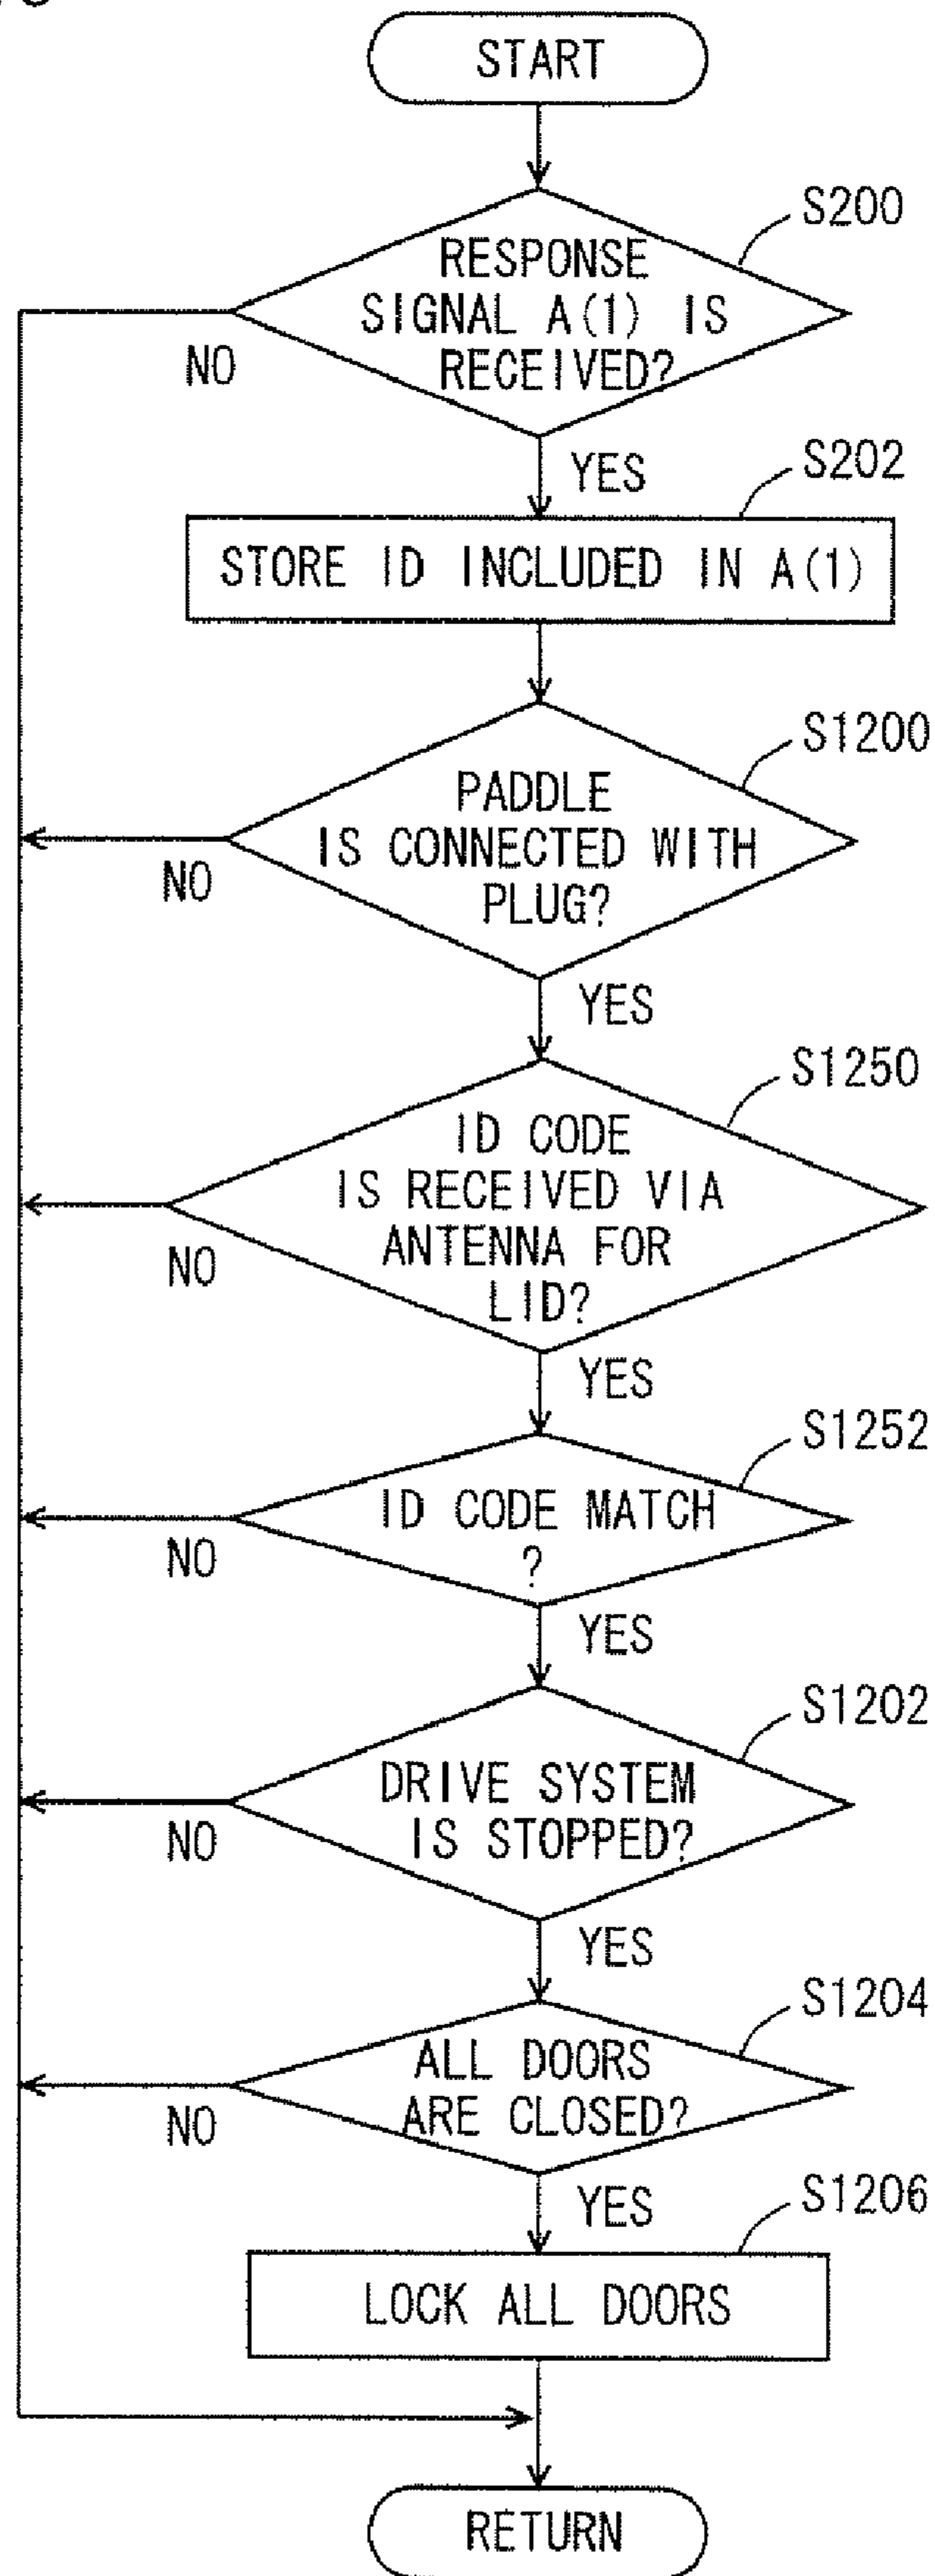 START
S200
RESPONSE
SIGNAL A(1) IS
RECEIVED?
NO
YES
S202
STORE ID INCLUDED IN A(1)
S1200
PADDLE
IS CONNECTED WITH
PLUG?
NO
YES
S1250
ID CODE
IS RECEIVED VIA
ANTENNA FOR
LID?
NO
YES
S1252
ID CODE MATCH
?
NO
YES
S1202
DRIVE SYSTEM
IS STOPPED?
NO
YES
S1204
ALL DOORS
ARE CLOSED?
NO
YES
S1206
LOCK ALL DOORS
RETURN